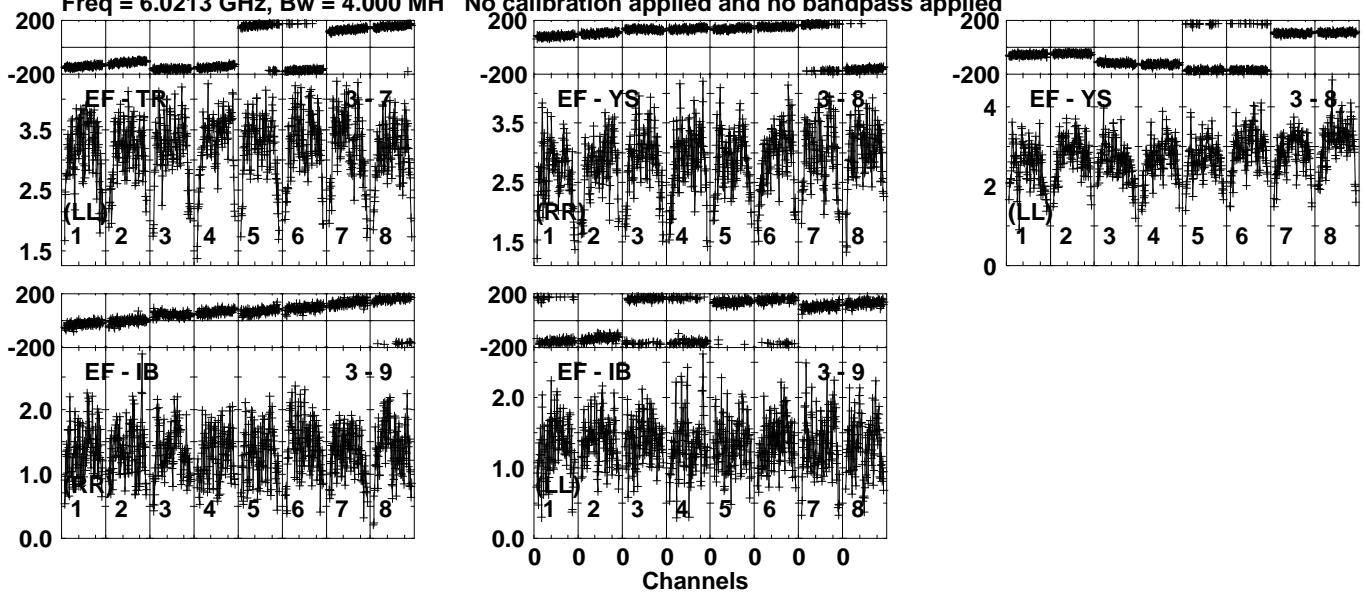 Freq = 6.0213 GHz, Bw = 4.000 MH No calibration applied and no bandpass applied
200
-200
EF - TR
3 - 7
3.5
2.5
1.5
(LL)
1 2 3 4 5 6 7 8
200
-200
EF - YS
3 - 8
3.5
2.5
1.5
(RR)
1 2 3 4 5 6 7 8
200
-200
EF - YS
3 - 8
4
2
0
(LL)
1 2 3 4 5 6 7 8
200
-200
EF - IB
3 - 9
2.0
1.0
0.0
(RR)
1 2 3 4 5 6 7 8
200
-200
EF - IB
3 - 9
2.0
1.0
0.0
(LL)
1 2 3 4 5 6 7 8
0 0 0 0 0 0 0 0
Channels